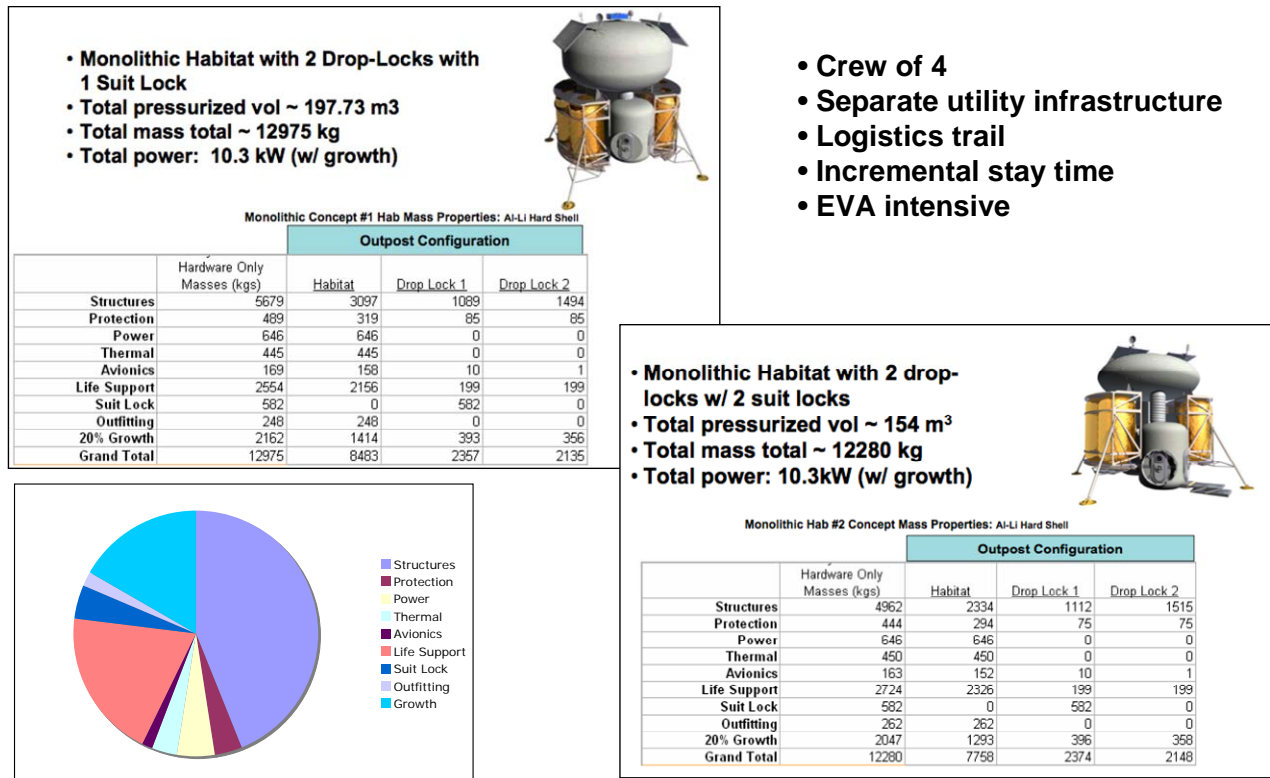 • Monolithic Habitat with 2 Drop-Locks with
1 Suit Lock
• Total pressurized vol ~ 197.73 m3
• Total mass total ~ 12975 kg
• Total power: 10.3 kW (w/ growth)
Monolithic Concept #1 Hab Mass Properties: Al-Li Hard Shell
Outpost Configuration
Hardware Only
Masses (kgs) Habitat Drop Lock 1 Drop Lock 2
Structures 5679 3097 1089 1494
Protection 489 319 85 85
Power 646 646 0 0
Thermal 445 445 0 0
Avionics 169 158 10 1
Life Support 2554 2156 199 199
Suit Lock 582 0 582 0
Outfitting 248 248 0 0
20% Growth 2162 1414 393 356
Grand Total 12975 8483 2357 2135
• Crew of 4
• Separate utility infrastructure
• Logistics trail
• Incremental stay time
• EVA intensive
• Monolithic Habitat with 2 drop-
locks w/ 2 suit locks
• Total pressurized vol ~ 154 m³
• Total mass total ~ 12280 kg
• Total power: 10.3kW (w/ growth)
Monolithic Hab #2 Concept Mass Properties: Al-Li Hard Shell
Outpost Configuration
Hardware Only
Masses (kgs) Habitat Drop Lock 1 Drop Lock 2
Structures 4962 2334 1112 1515
Protection 444 294 75 75
Power 646 646 0 0
Thermal 450 450 0 0
Avionics 163 152 10 1
Life Support 2724 2326 199 199
Suit Lock 582 0 582 0
Outfitting 262 262 0 0
20% Growth 2047 1293 396 358
Grand Total 12280 7758 2374 2148
Structures
Protection
Power
Thermal
Avionics
Life Support
Suit Lock
Outfitting
Growth